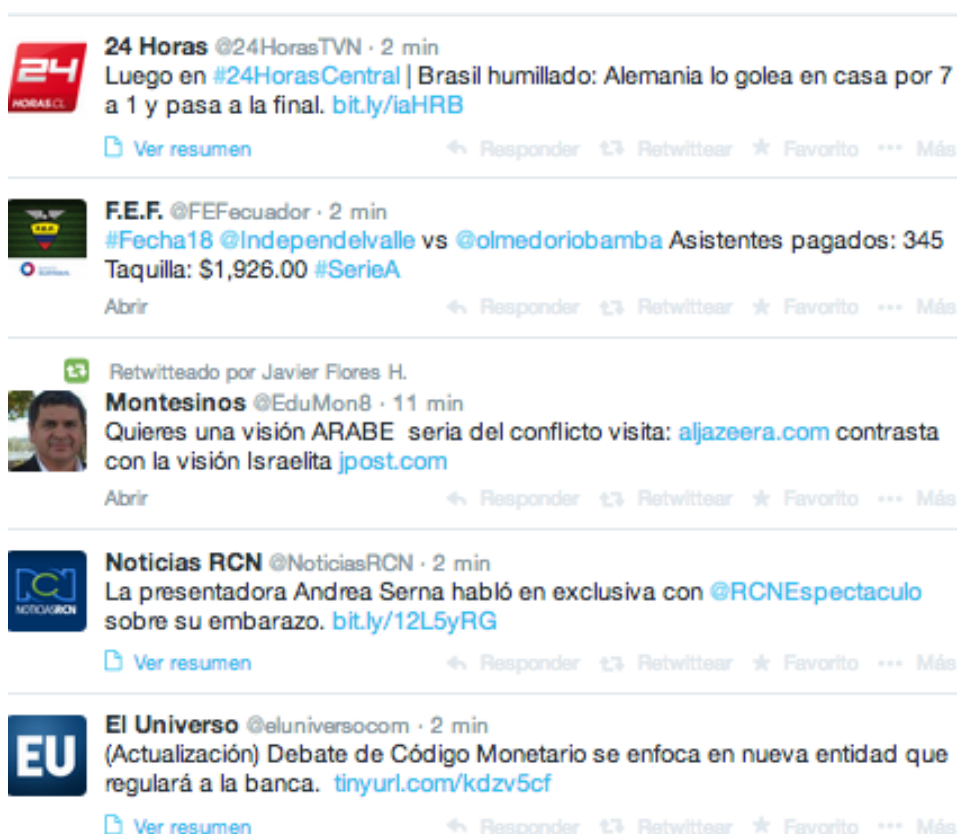 24 HORAS.CL
24 Horas @24HorasTVN · 2 min
Luego en #24HorasCentral | Brasil humillado: Alemania lo golea en casa por 7
a 1 y pasa a la final. bit.ly/iaHRB
Ver resumen Responder Retwittear Favorito Más
F.E.F. @FEFecuador · 2 min
#Fecha18 @Independelvalle vs @olmedoriobamba Asistentes pagados: 345
Taquilla: $1,926.00 #SerieA
Abrir Responder Retwittear Favorito Más
Retwitteado por Javier Flores H.
Montesinos @EduMon8 · 11 min
Quieres una visión ARABE seria del conflicto visita: aljazeera.com contrasta
con la visión Israelita jpost.com
Abrir Responder Retwittear Favorito Más
NOTICIASRCN
Noticias RCN @NoticiasRCN · 2 min
La presentadora Andrea Serna habló en exclusiva con @RCNEspectaculo
sobre su embarazo. bit.ly/12L5yRG
Ver resumen Responder Retwittear Favorito Más
EU
El Universo @eluniversocom · 2 min
(Actualización) Debate de Código Monetario se enfoca en nueva entidad que
regulará a la banca. tinyurl.com/kdzv5cf
Ver resumen Responder Retwittear Favorito Más